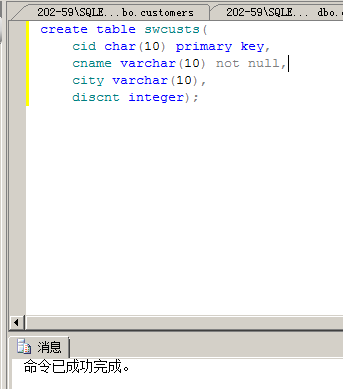 202-59\SQLE...bo.customers 202-59\SQLE... dbo.
create table swcusts(
cid char(10) primary key,
cname varchar(10) not null,
city varchar(10),
discnt integer);
消息
命令已成功完成。